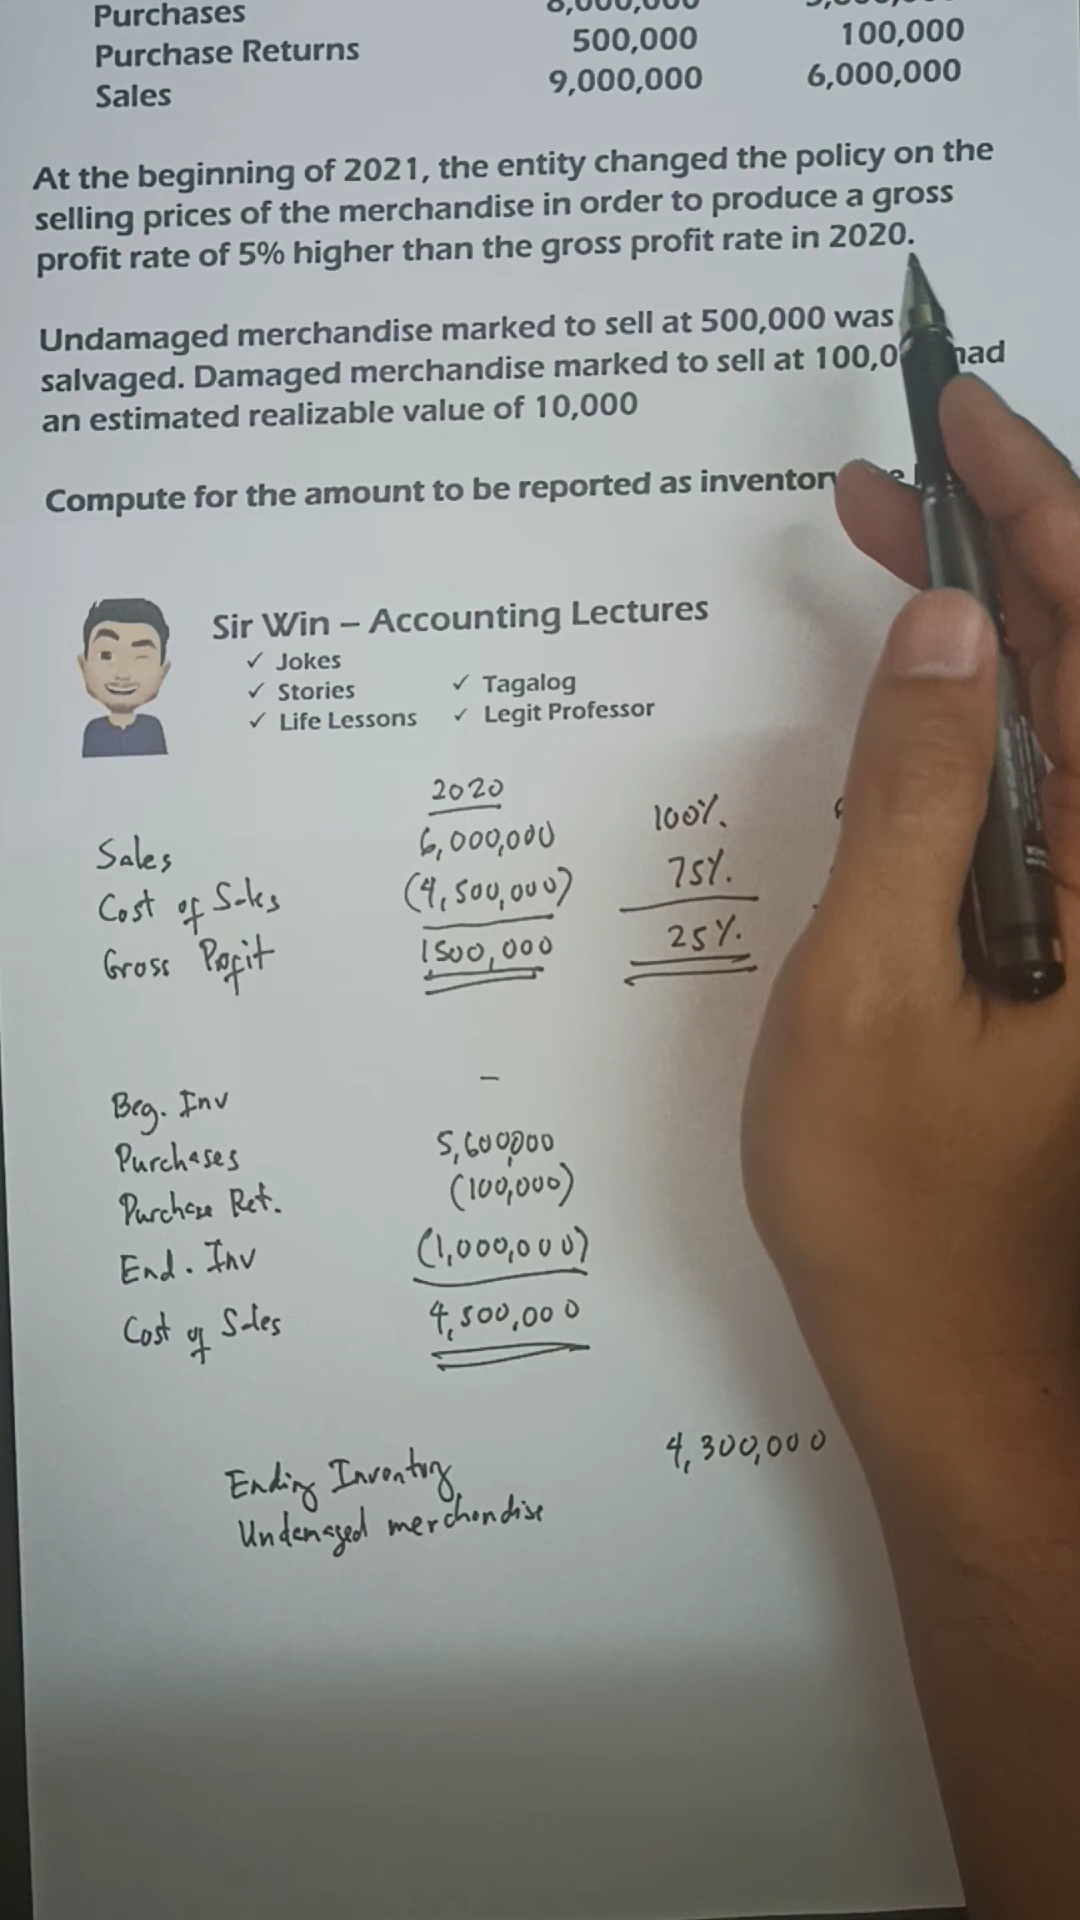 Purchases
Purchase Returns 500,000 100,000
Sales 9,000,000 6,000,000
At the beginning of 2021, the entity changed the policy on the
selling prices of the merchandise in order to produce a gross
profit rate of 5% higher than the gross profit rate in 2020.
Undamaged merchandise marked to sell at 500,000 was
salvaged. Damaged merchandise marked to sell at
an estimated realizable value of 10,000
Compute for the amount to be reported as
Sir Win – Accounting Lectures
✓ Jokes
✓ Stories ✓ Tagalog
✓ Life Lessons ✓ Legit Professor
2020
Sales 6,000,000 100%
Cost of Sales (4,500,000) 75%
Gross Profit 1500,000 25%
Beg. Inv -
Purchases 5,600,000
Purchase Ret. (100,000)
End. Inv (1,000,000)
Cost of Sales 4,500,000
Ending Inventory 4,300,000
Undamaged merchandise